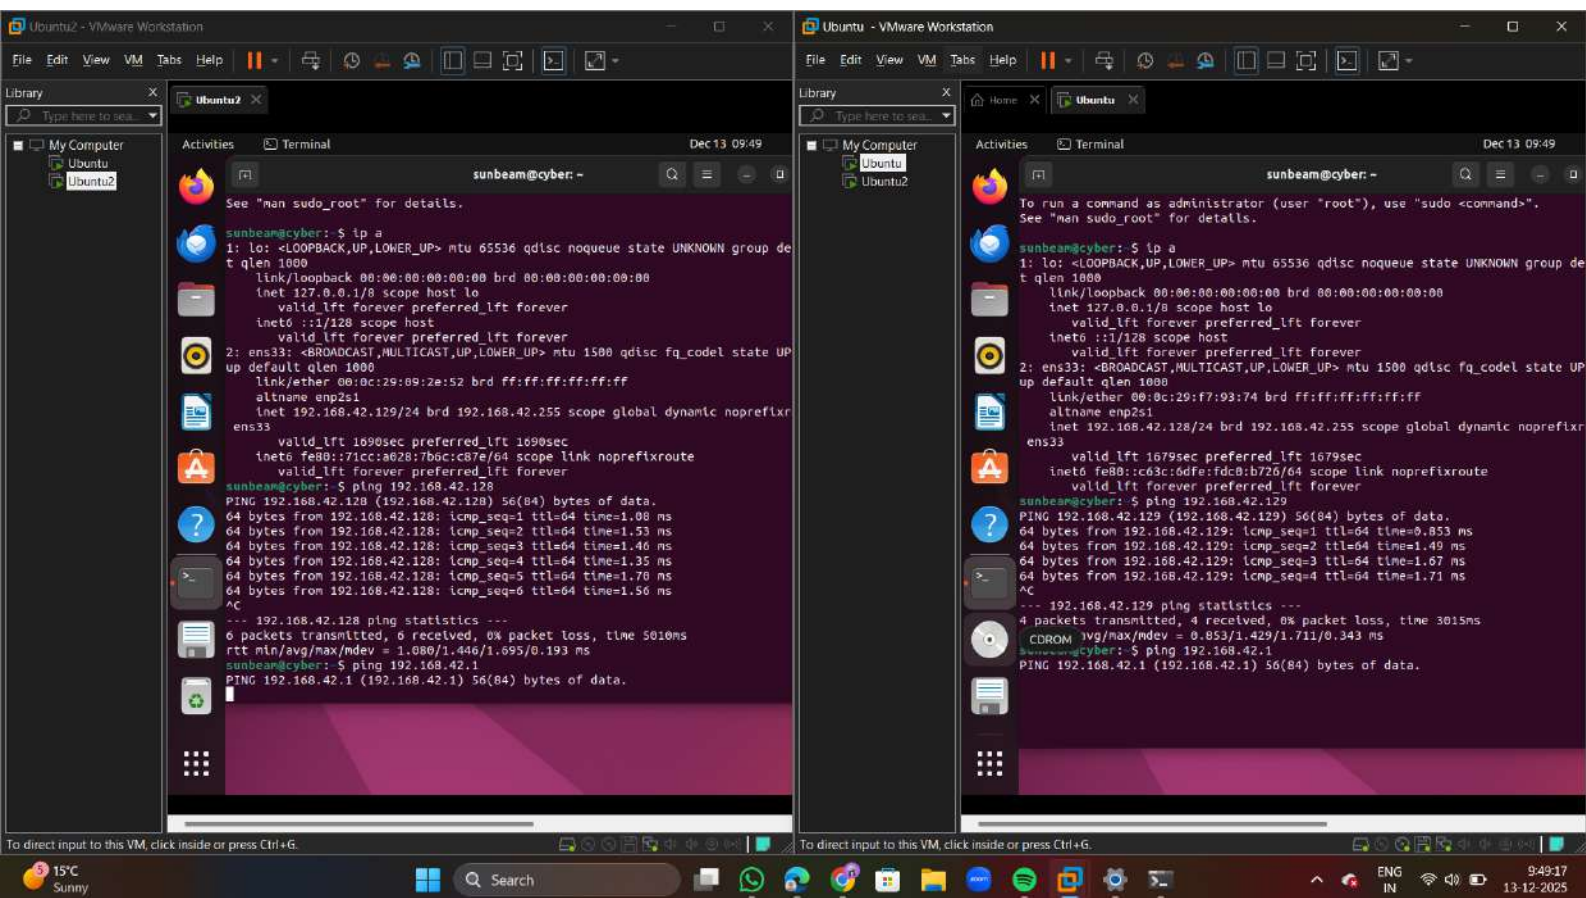 Ubuntu2 - VMware Workstation
File Edit View VM Tabs Help
Library X
Type here to sea...
My Computer
Ubuntu
Ubuntu2
Ubuntu2
Activities Terminal Dec 13 09:49
sunbeam@cyber: ~
See "man sudo_root" for details.
sunbeam@cyber:~$ ip a
1: lo: <LOOPBACK,UP,LOWER_UP> mtu 65536 qdisc noqueue state UNKNOWN group de
t qlen 1000
link/loopback 00:00:00:00:00:00 brd 00:00:00:00:00:00
inet 127.0.0.1/8 scope host lo
valid_lft forever preferred_lft forever
inet6 ::1/128 scope host
valid_lft forever preferred_lft forever
2: ens33: <BROADCAST,MULTICAST,UP,LOWER_UP> mtu 1500 qdisc fq_codel state UP
up default qlen 1000
link/ether 00:0c:29:09:2e:52 brd ff:ff:ff:ff:ff:ff
altname enp2s1
inet 192.168.42.129/24 brd 192.168.42.255 scope global dynamic noprefixr
ens33
valid_lft 1690sec preferred_lft 1690sec
inet6 fe80::71cc:a028:7b6c:c87e/64 scope link noprefixroute
valid_lft forever preferred_lft forever
sunbeam@cyber:~$ ping 192.168.42.128
PING 192.168.42.128 (192.168.42.128) 56(84) bytes of data.
64 bytes from 192.168.42.128: icmp_seq=1 ttl=64 time=1.08 ms
64 bytes from 192.168.42.128: icmp_seq=2 ttl=64 time=1.53 ms
64 bytes from 192.168.42.128: icmp_seq=3 ttl=64 time=1.46 ms
64 bytes from 192.168.42.128: icmp_seq=4 ttl=64 time=1.35 ms
64 bytes from 192.168.42.128: icmp_seq=5 ttl=64 time=1.70 ms
64 bytes from 192.168.42.128: icmp_seq=6 ttl=64 time=1.56 ms
^C
--- 192.168.42.128 ping statistics ---
6 packets transmitted, 6 received, 0% packet loss, time 5010ms
rtt min/avg/max/mdev = 1.080/1.446/1.695/0.193 ms
sunbeam@cyber:~$ ping 192.168.42.1
PING 192.168.42.1 (192.168.42.1) 56(84) bytes of data.
To direct input to this VM, click inside or press Ctrl+G.
Ubuntu - VMware Workstation
File Edit View VM Tabs Help
Library X
Type here to sea...
My Computer
Ubuntu
Ubuntu2
Home Ubuntu
Activities Terminal Dec 13 09:49
sunbeam@cyber: ~
To run a command as administrator (user "root"), use "sudo <command>".
See "man sudo_root" for details.
sunbeam@cyber:~$ ip a
1: lo: <LOOPBACK,UP,LOWER_UP> mtu 65536 qdisc noqueue state UNKNOWN group de
t qlen 1000
link/loopback 00:00:00:00:00:00 brd 00:00:00:00:00:00
inet 127.0.0.1/8 scope host lo
valid_lft forever preferred_lft forever
inet6 ::1/128 scope host
valid_lft forever preferred_lft forever
2: ens33: <BROADCAST,MULTICAST,UP,LOWER_UP> mtu 1500 qdisc fq_codel state UP
up default qlen 1000
link/ether 00:0c:29:f7:93:74 brd ff:ff:ff:ff:ff:ff
altname enp2s1
inet 192.168.42.128/24 brd 192.168.42.255 scope global dynamic noprefixr
ens33
valid_lft 1679sec preferred_lft 1679sec
inet6 fe80::c63c:6dfe:fdc0:b726/64 scope link noprefixroute
valid_lft forever preferred_lft forever
sunbeam@cyber:~$ ping 192.168.42.129
PING 192.168.42.129 (192.168.42.129) 56(84) bytes of data.
64 bytes from 192.168.42.129: icmp_seq=1 ttl=64 time=0.853 ms
64 bytes from 192.168.42.129: icmp_seq=2 ttl=64 time=1.49 ms
64 bytes from 192.168.42.129: icmp_seq=3 ttl=64 time=1.67 ms
64 bytes from 192.168.42.129: icmp_seq=4 ttl=64 time=1.71 ms
^C
--- 192.168.42.129 ping statistics ---
4 packets transmitted, 4 received, 0% packet loss, time 3015ms
CDROM vg/max/mdev = 0.853/1.429/1.711/0.343 ms
sunbeam@cyber:~$ ping 192.168.42.1
PING 192.168.42.1 (192.168.42.1) 56(84) bytes of data.
To direct input to this VM, click inside or press Ctrl+G.
5 15°C
Sunny
Search
zoom
ENG
IN
9:49:17
13-12-2025